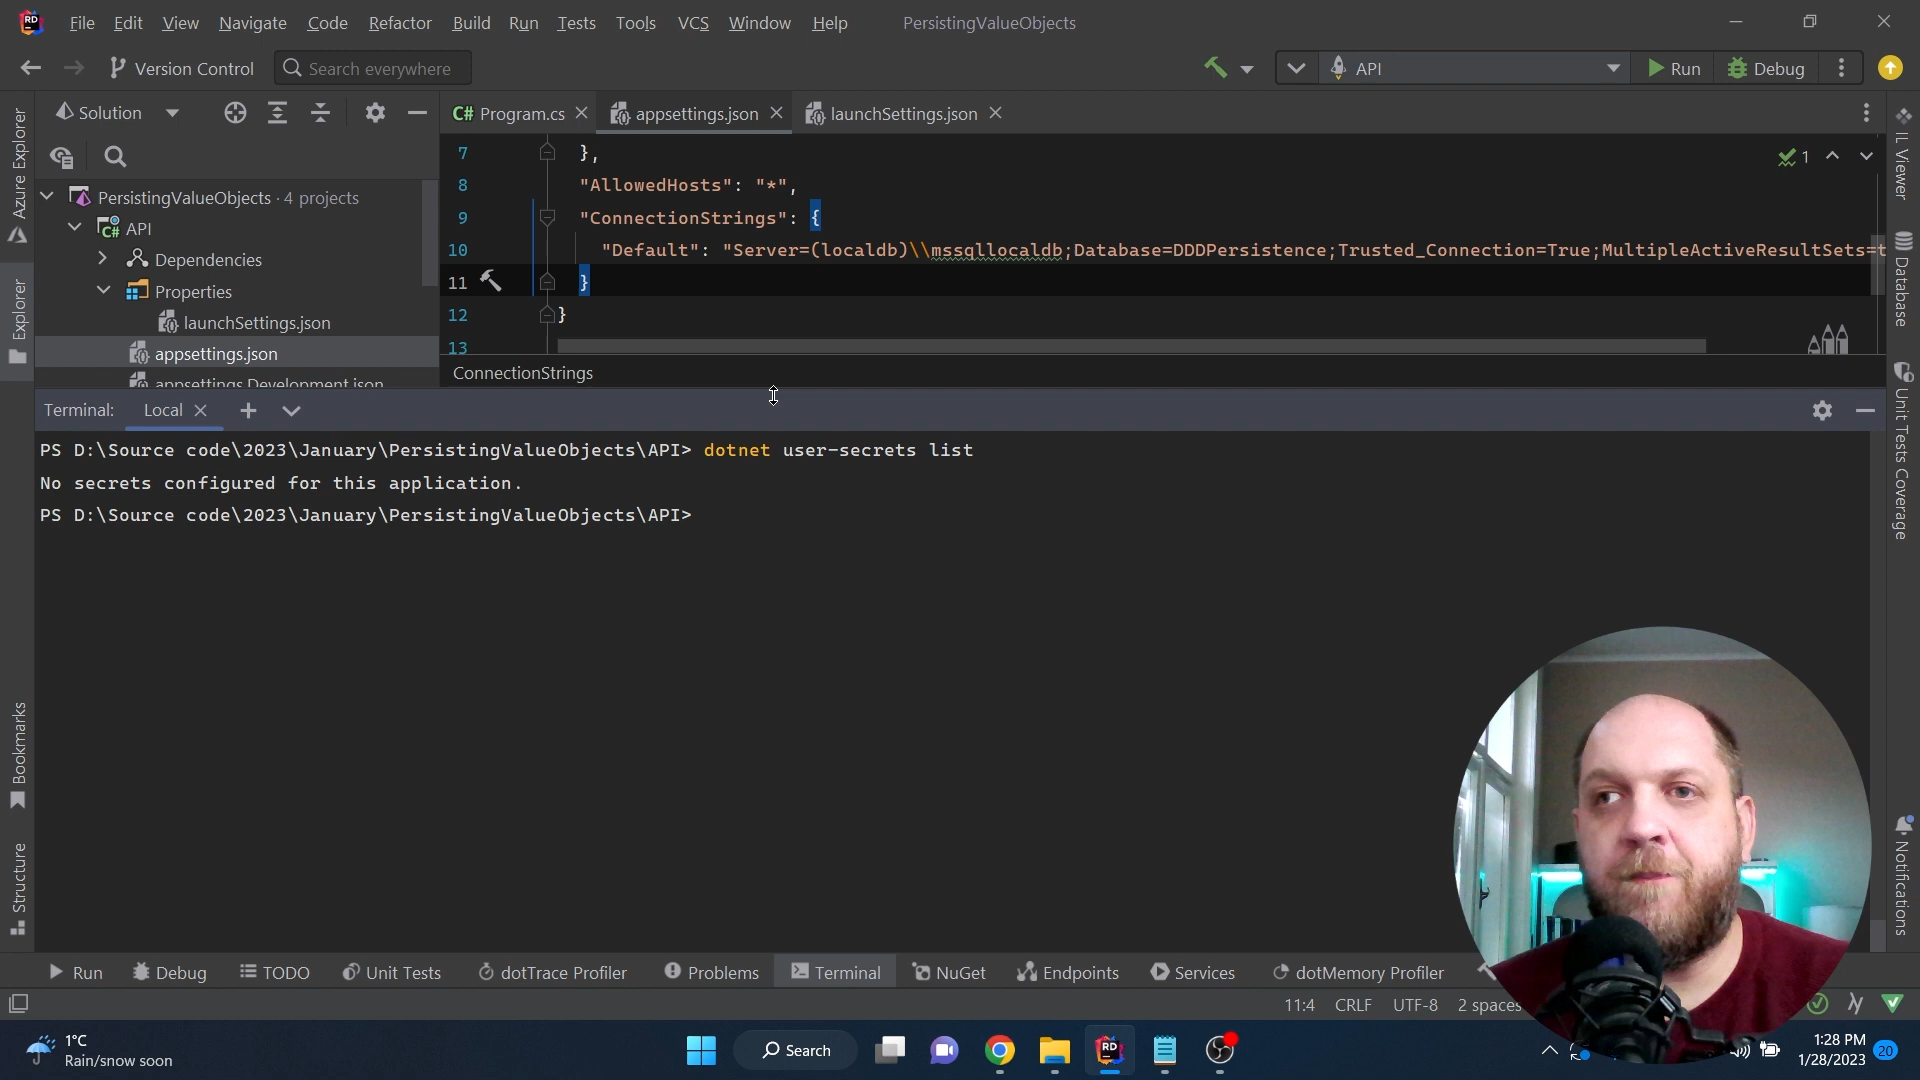 RD File Edit View Navigate Code Refactor Build Run Tests Tools VCS Window Help PersistingValueObjects
Version Control Search everywhere API Run Debug
Solution
C# Program.cs appsettings.json launchSettings.json
PersistingValueObjects · 4 projects
API
Dependencies
Properties
launchSettings.json
appsettings.json
appsettings.Development.json
7 },
8 "AllowedHosts": "*",
9 "ConnectionStrings": {
10 "Default": "Server=(localdb)\\mssqllocaldb;Database=DDDPersistence;Trusted_Connection=True;MultipleActiveResultSets=t
11 }
12 }
13
1
ConnectionStrings
Azure Explorer
Explorer
Bookmarks
Structure
IL Viewer
Database
Unit Tests Coverage
Notifications
Terminal: Local
PS D:\Source code\2023\January\PersistingValueObjects\API> dotnet user-secrets list
No secrets configured for this application.
PS D:\Source code\2023\January\PersistingValueObjects\API>
Run Debug TODO Unit Tests dotTrace Profiler Problems Terminal NuGet Endpoints Services dotMemory Profiler
11:4 CRLF UTF-8 2 spaces
1°C
Rain/snow soon
Search
RD
1:28 PM
1/28/2023
20